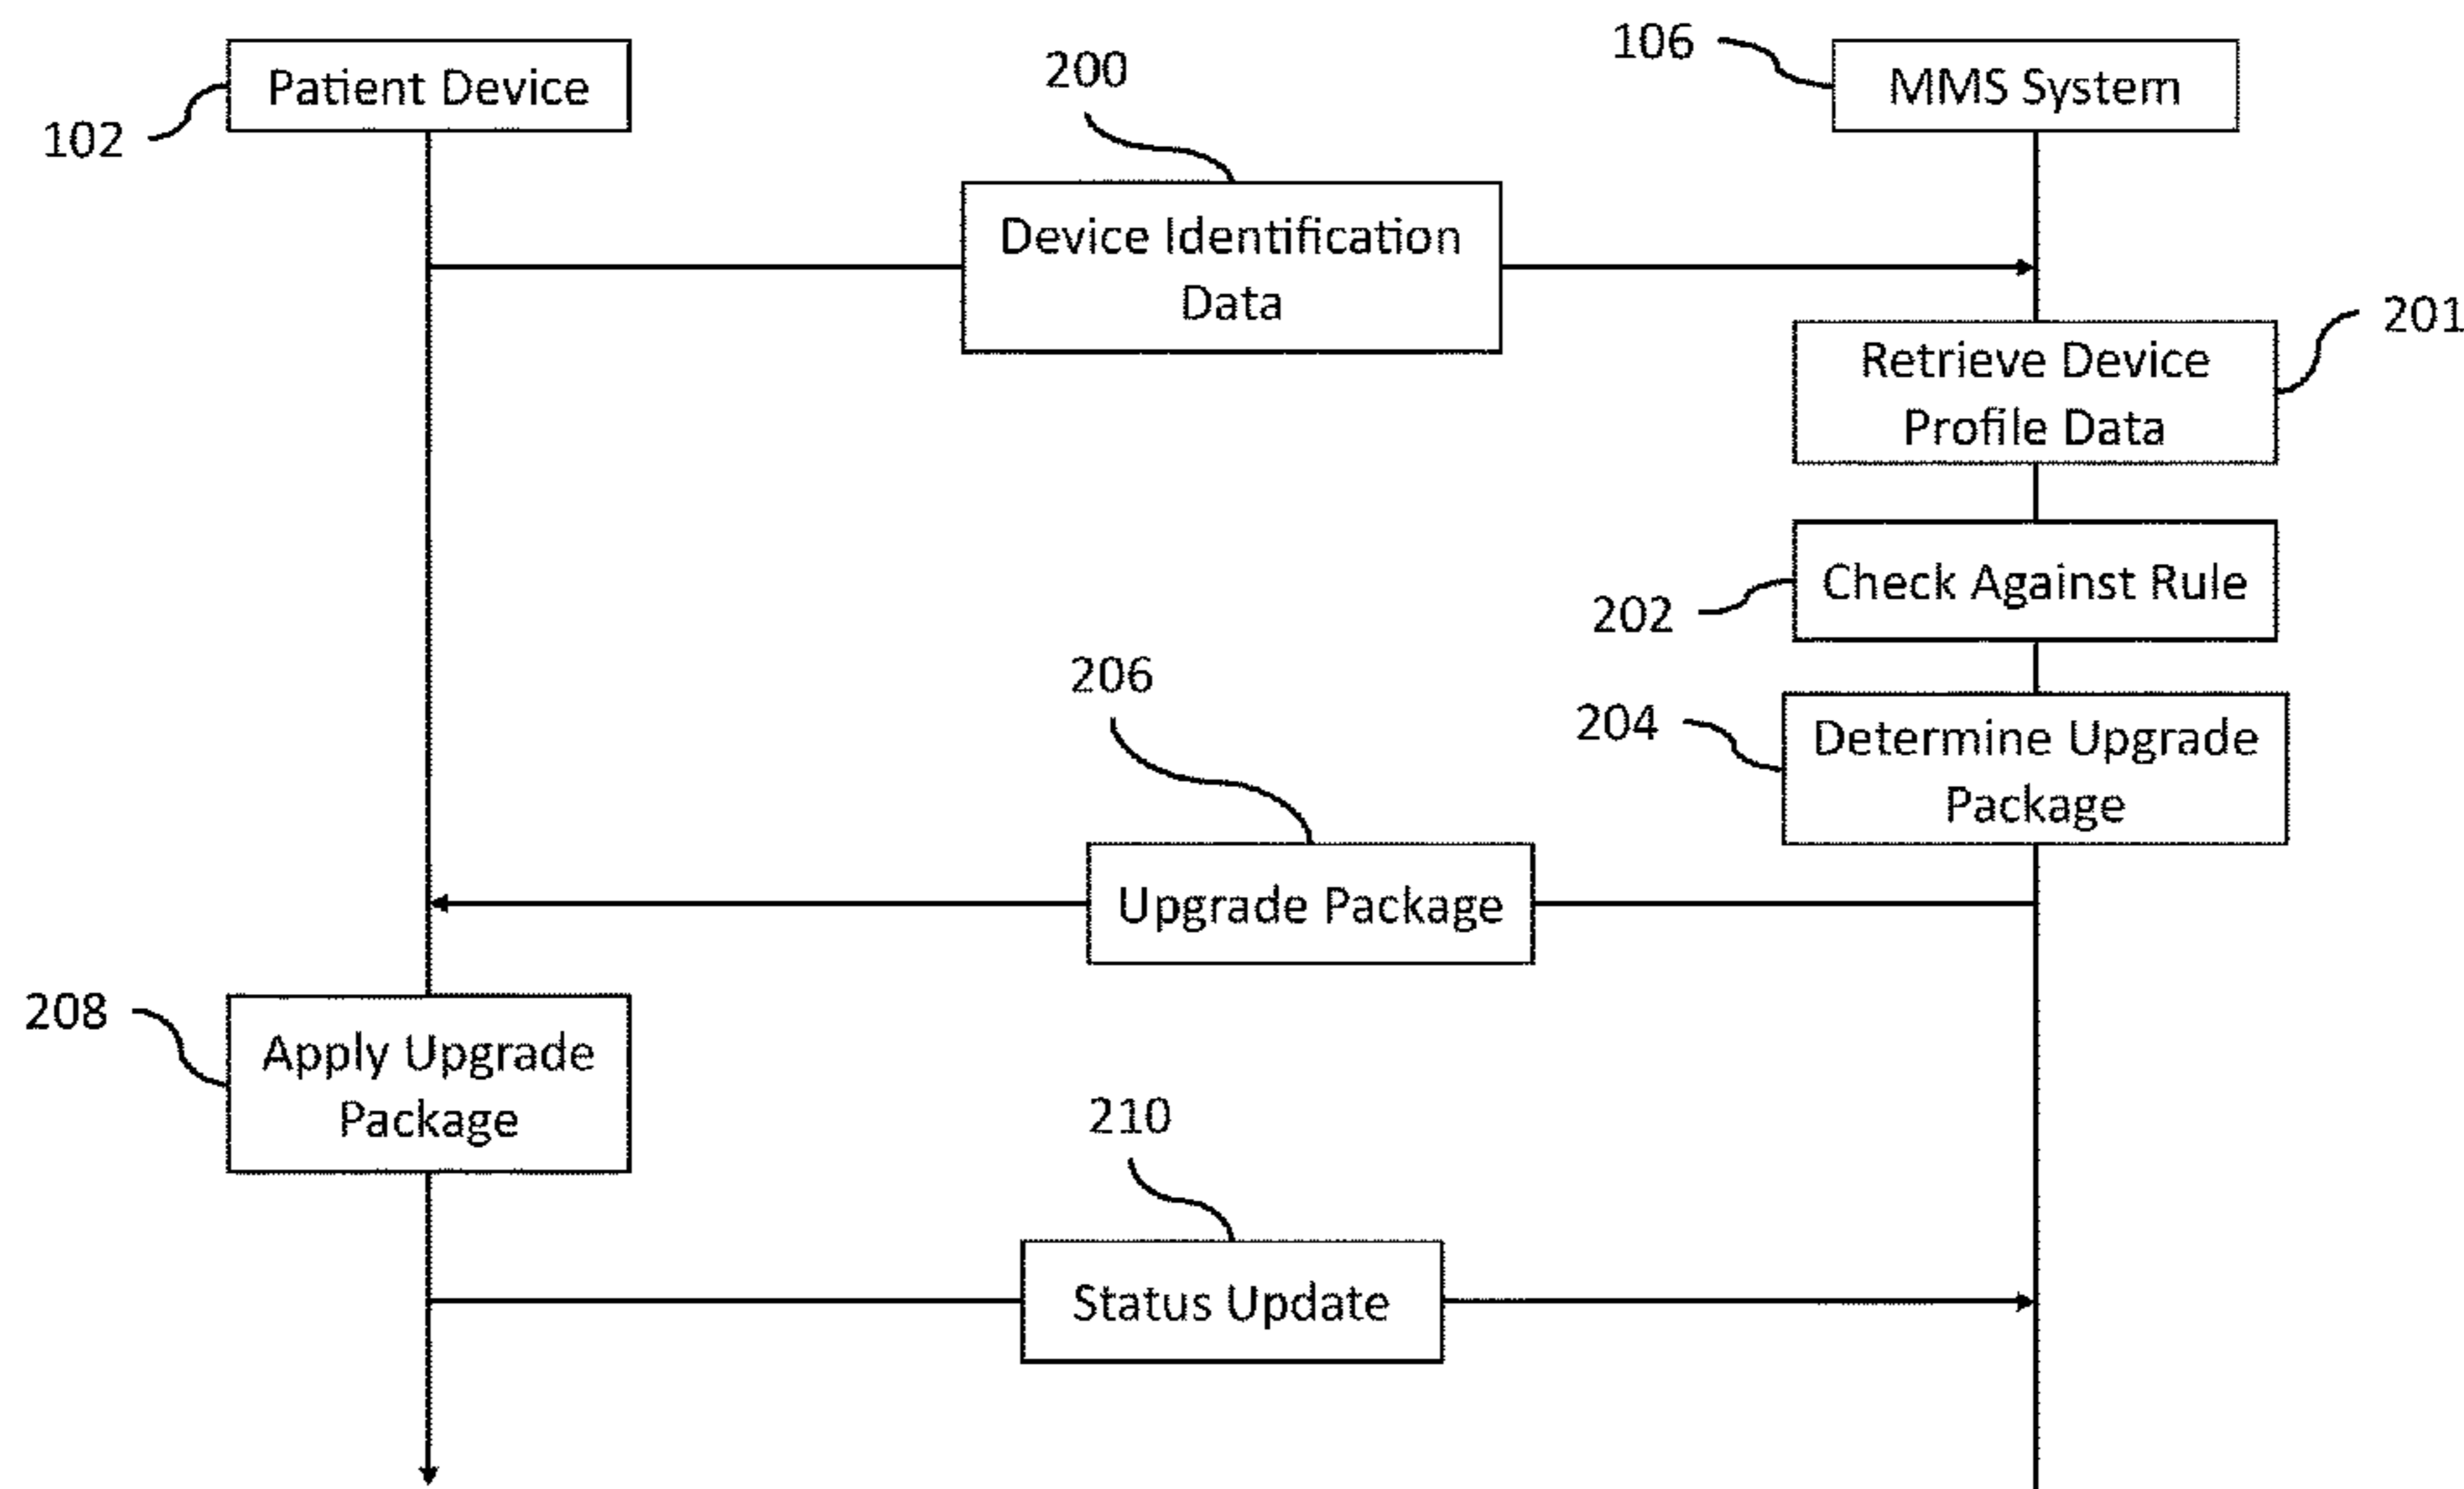 106
Patient Device
MMS System
200
102
Device Identification
Data
201
Retrieve Device
Profile Data
Check Against Rule
202
206
204
Determine Upgrade
Package
Upgrade Package
208
Apply Upgrade
Package
210
Status Update